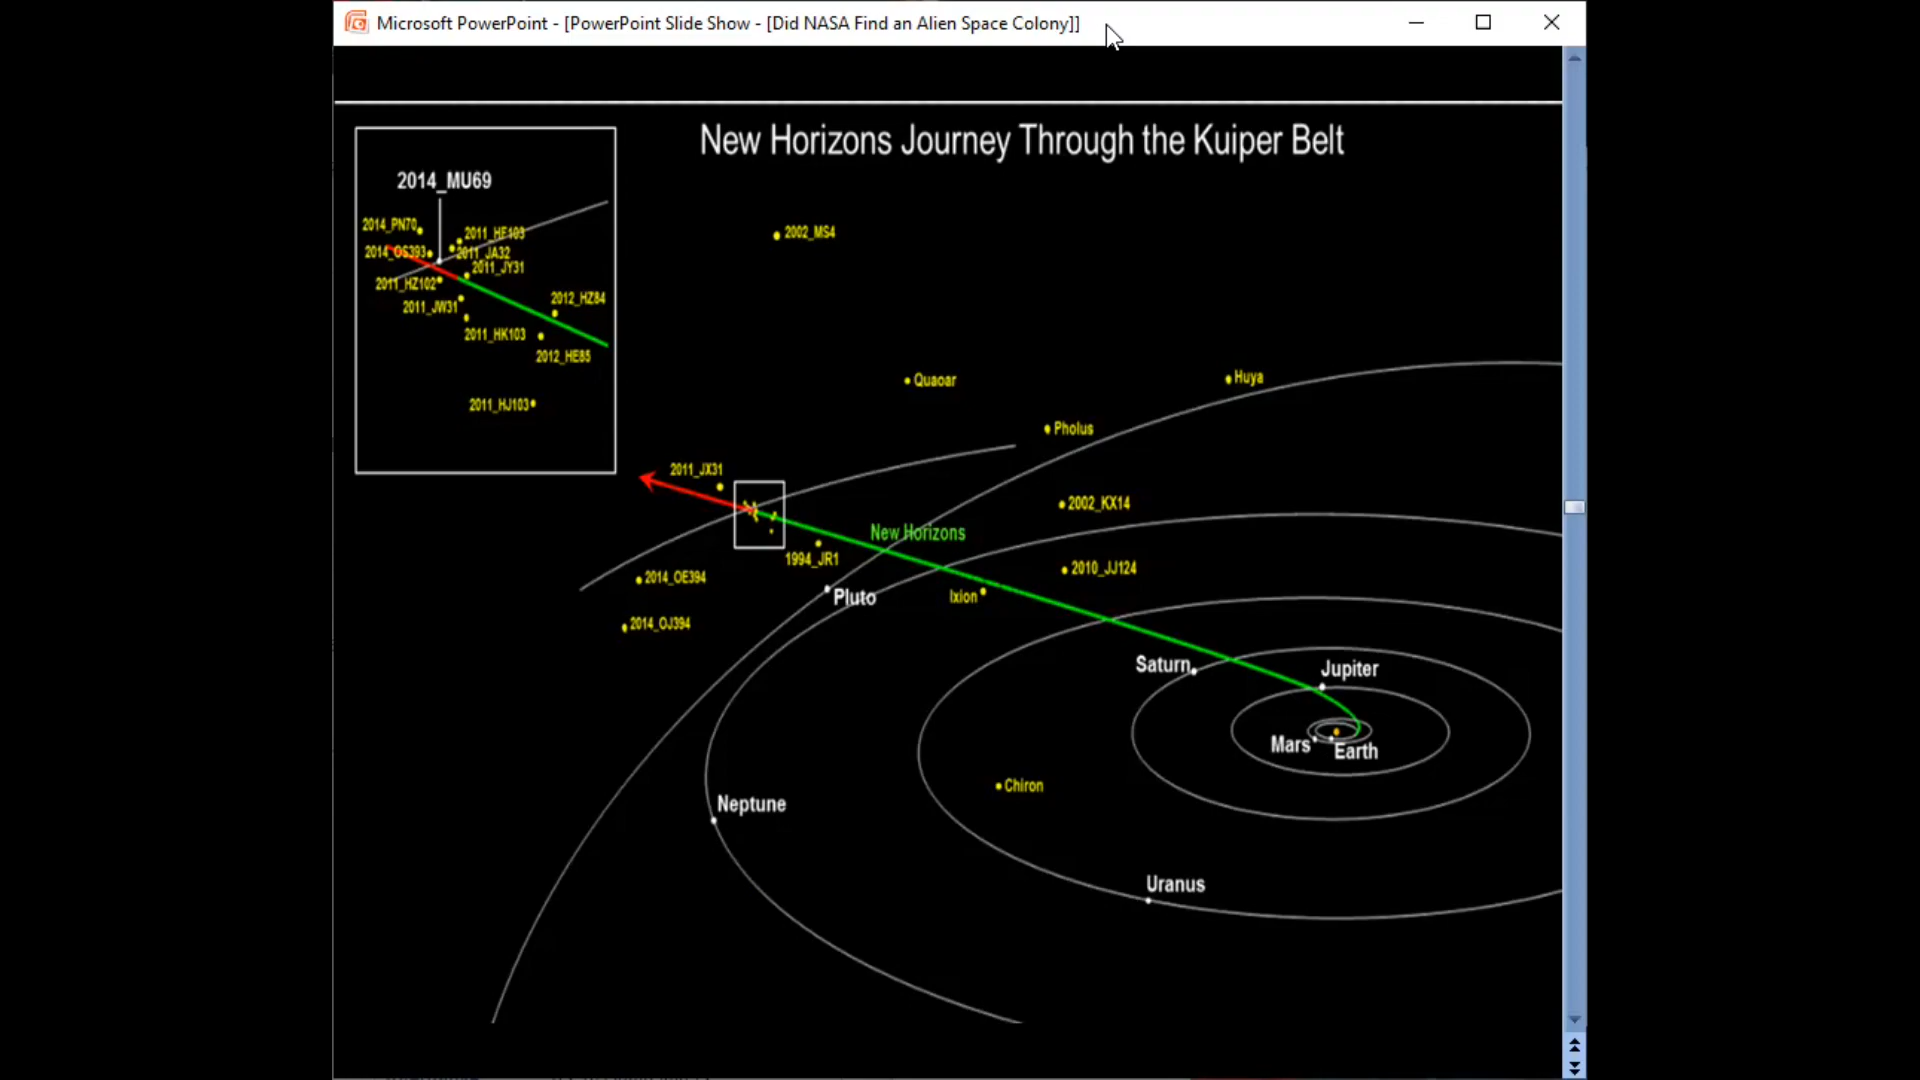 Microsoft PowerPoint - [PowerPoint Slide Show - [Did NASA Find an Alien Space Colony]]
New Horizons Journey Through the Kuiper Belt
2014_MU69
2014_PN70
2011_HF103
2014_OS393
2011_JA32
2011_JY31
2011_HZ102
2011_JW31
2012_HZ84
2011_HK103
2012_HE85
2011_HJ103
2002_MS4
Quaoar
Huya
Pholus
2011_JX31
2002_KX14
New Horizons
1994_JR1
2010_JJ124
2014_OE394
Pluto
Ixion
2014_OJ394
Saturn
Jupiter
Mars
Earth
Chiron
Neptune
Uranus